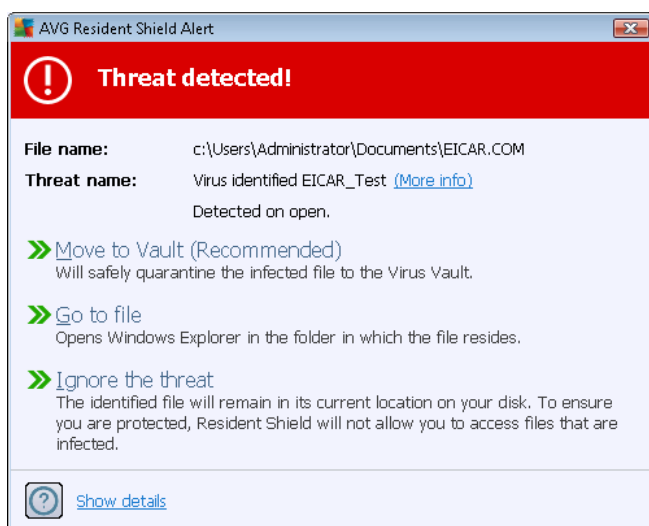 AVG Resident Shield Alert
Threat detected!
File name: c:\Users\Administrator\Documents\EICAR.COM
Threat name: Virus identified EICAR_Test (More info)
Detected on open.
Move to Vault (Recommended)
Will safely quarantine the infected file to the Virus Vault.
Go to file
Opens Windows Explorer in the folder in which the file resides.
Ignore the threat
The identified file will remain in its current location on your disk. To ensure
you are protected, Resident Shield will not allow you to access files that are
infected.
Show details